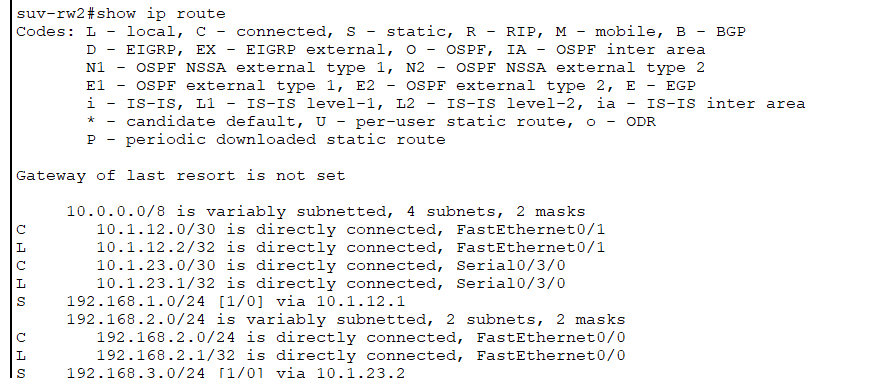 suv-rw2#show ip route
Codes: L - local, C - connected, S - static, R - RIP, M - mobile, B - BGP
D - EIGRP, EX - EIGRP external, O - OSPF, IA - OSPF inter area
N1 - OSPF NSSA external type 1, N2 - OSPF NSSA external type 2
E1 - OSPF external type 1, E2 - OSPF external type 2, E - EGP
i - IS-IS, L1 - IS-IS level-1, L2 - IS-IS level-2, ia - IS-IS inter area
* - candidate default, U - per-user static route, o - ODR
P - periodic downloaded static route
Gateway of last resort is not set
10.0.0.0/8 is variably subnetted, 4 subnets, 2 masks
C 10.1.12.0/30 is directly connected, FastEthernet0/1
L 10.1.12.2/32 is directly connected, FastEthernet0/1
C 10.1.23.0/30 is directly connected, Serial0/3/0
L 10.1.23.1/32 is directly connected, Serial0/3/0
S 192.168.1.0/24 [1/0] via 10.1.12.1
192.168.2.0/24 is variably subnetted, 2 subnets, 2 masks
C 192.168.2.0/24 is directly connected, FastEthernet0/0
L 192.168.2.1/32 is directly connected, FastEthernet0/0
S 192.168.3.0/24 [1/0] via 10.1.23.2